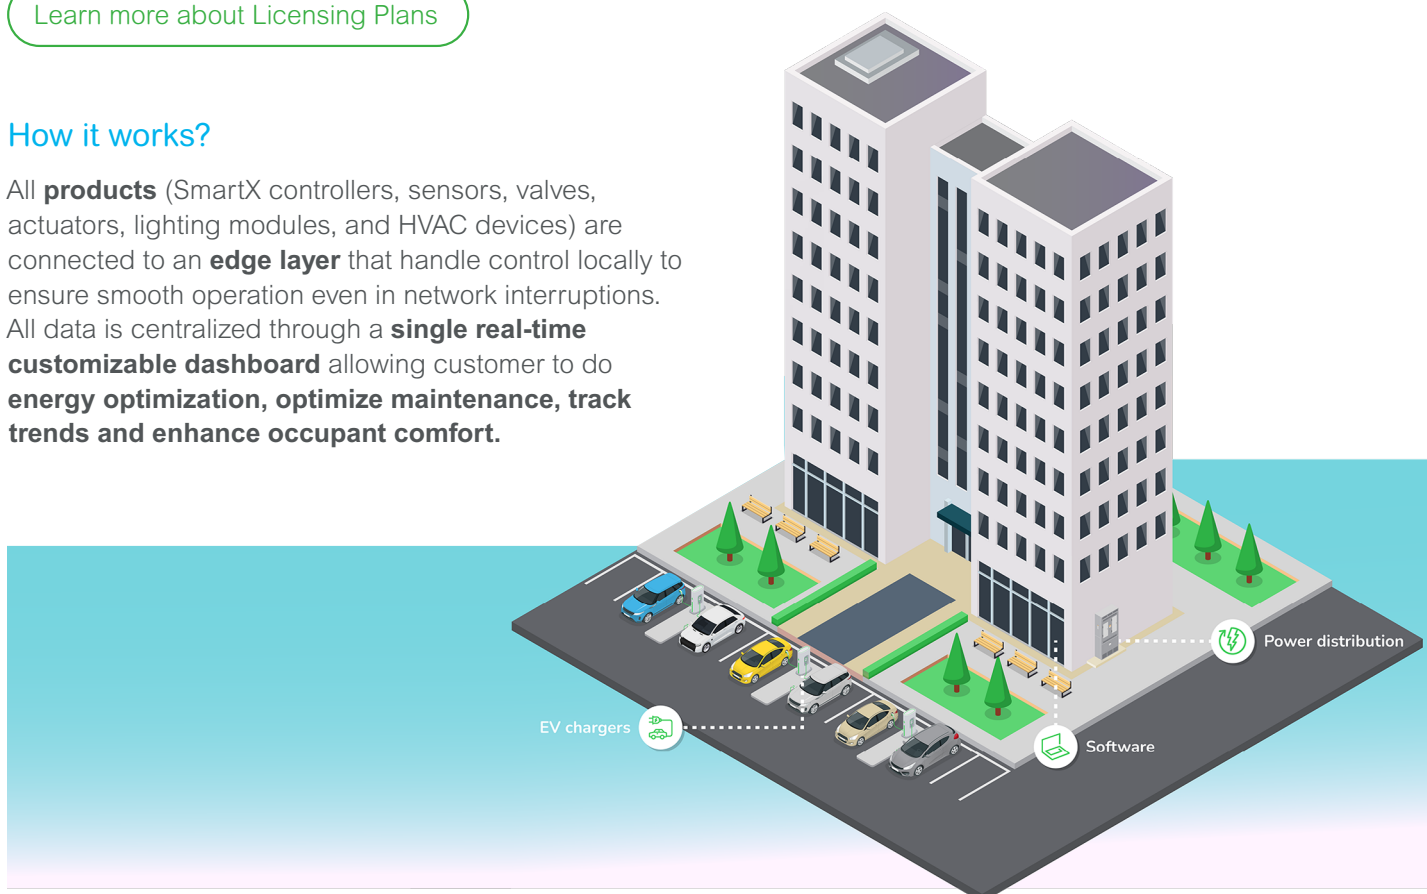 Learn more about Licensing Plans
How it works?
All products (SmartX controllers, sensors, valves,
actuators, lighting modules, and HVAC devices) are
connected to an edge layer that handle control locally to
ensure smooth operation even in network interruptions.
All data is centralized through a single real-time
customizable dashboard allowing customer to do
energy optimization, optimize maintenance, track
trends and enhance occupant comfort.
Power distribution
EV chargers
Software